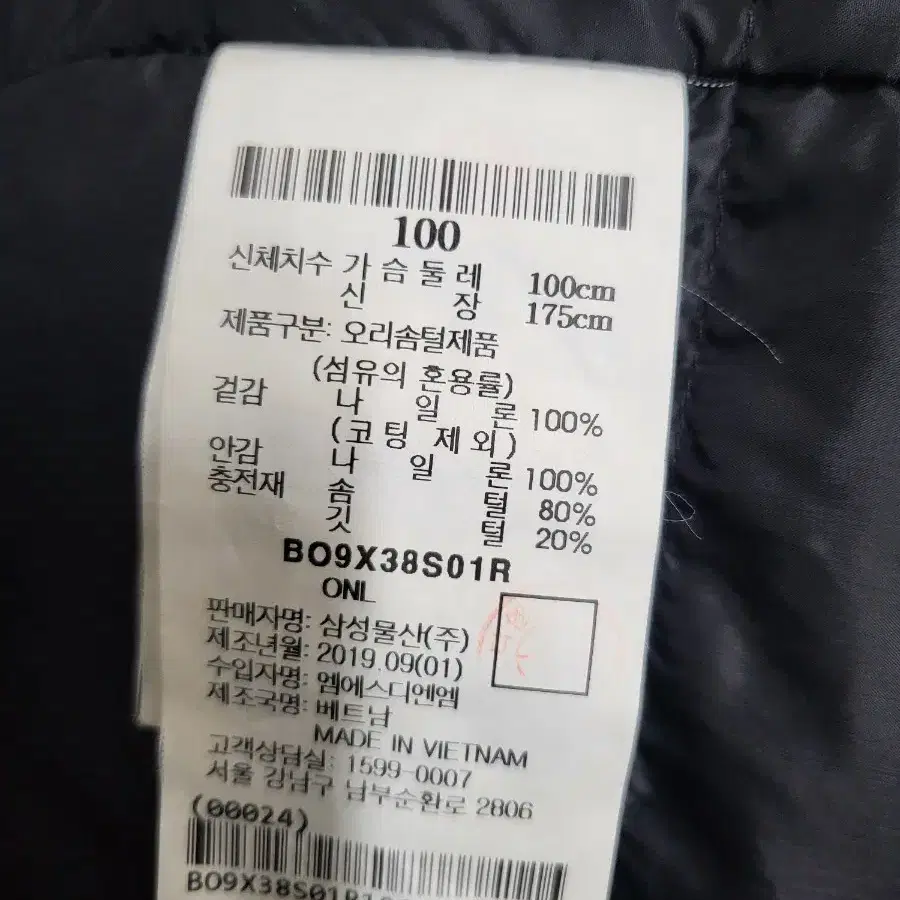 100
신체치수 가슴둘레 100cm
신장 175cm
제품구분: 오리솜털제품
(섬유의 혼용률)
겉감 나일론 100%
(코팅 제외)
안감 나일론 100%
충전재 솜털 80%
깃털 20%
BO9X38S01R
ONL
판매자명: 삼성물산(주)
제조년월: 2019.09(01)
수입자명: 엠에스디엔엠
제조국명: 베트남
MADE IN VIETNAM
고객상담실: 1599-0007
서울 강남구 남부순환로 2806
(00024)
BO9X38S01R